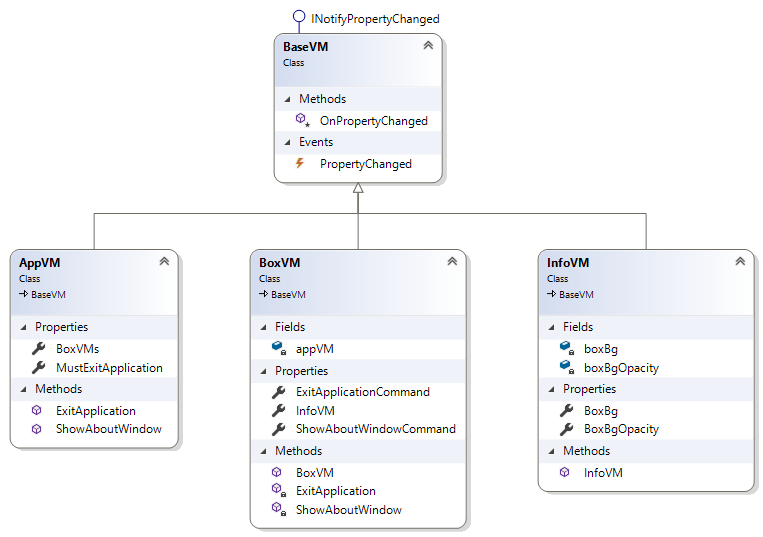 INotifyPropertyChanged
BaseVM
Class
Methods
OnPropertyChanged
Events
PropertyChanged
AppVM
Class
BaseVM
Properties
BoxVMs
MustExitApplication
Methods
ExitApplication
ShowAboutWindow
BoxVM
Class
BaseVM
Fields
appVM
Properties
ExitApplicationCommand
InfoVM
ShowAboutWindowCommand
Methods
BoxVM
ExitApplication
ShowAboutWindow
InfoVM
Class
BaseVM
Fields
boxBg
boxBgOpacity
Properties
BoxBg
BoxBgOpacity
Methods
InfoVM